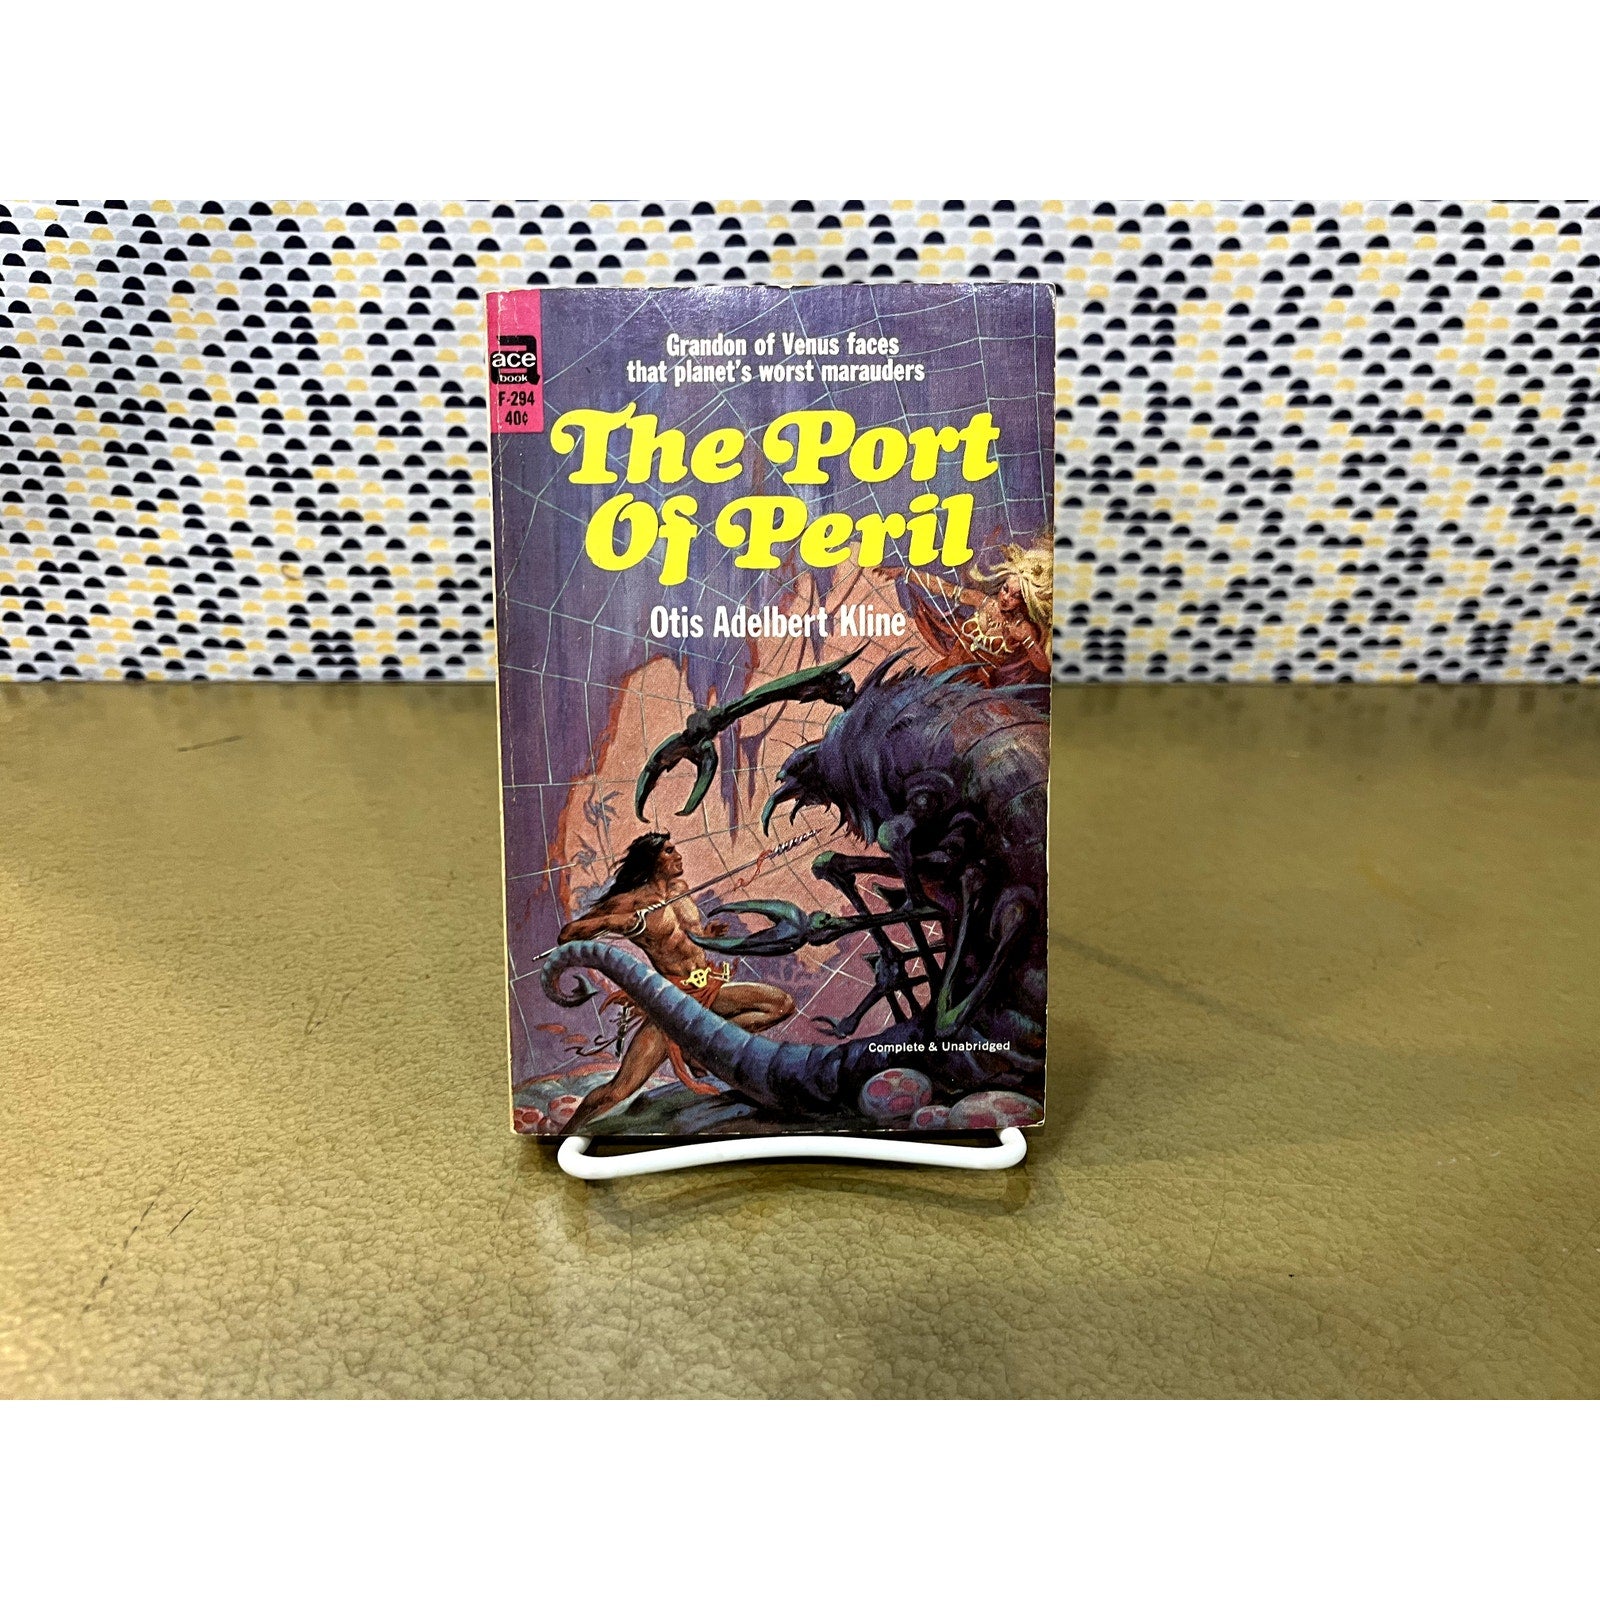 ace
book
F-294
40¢
Grandon of Venus faces
that planet's worst marauders
The Port
Of Peril
Otis Adelbert Kline
Complete & Unabridged